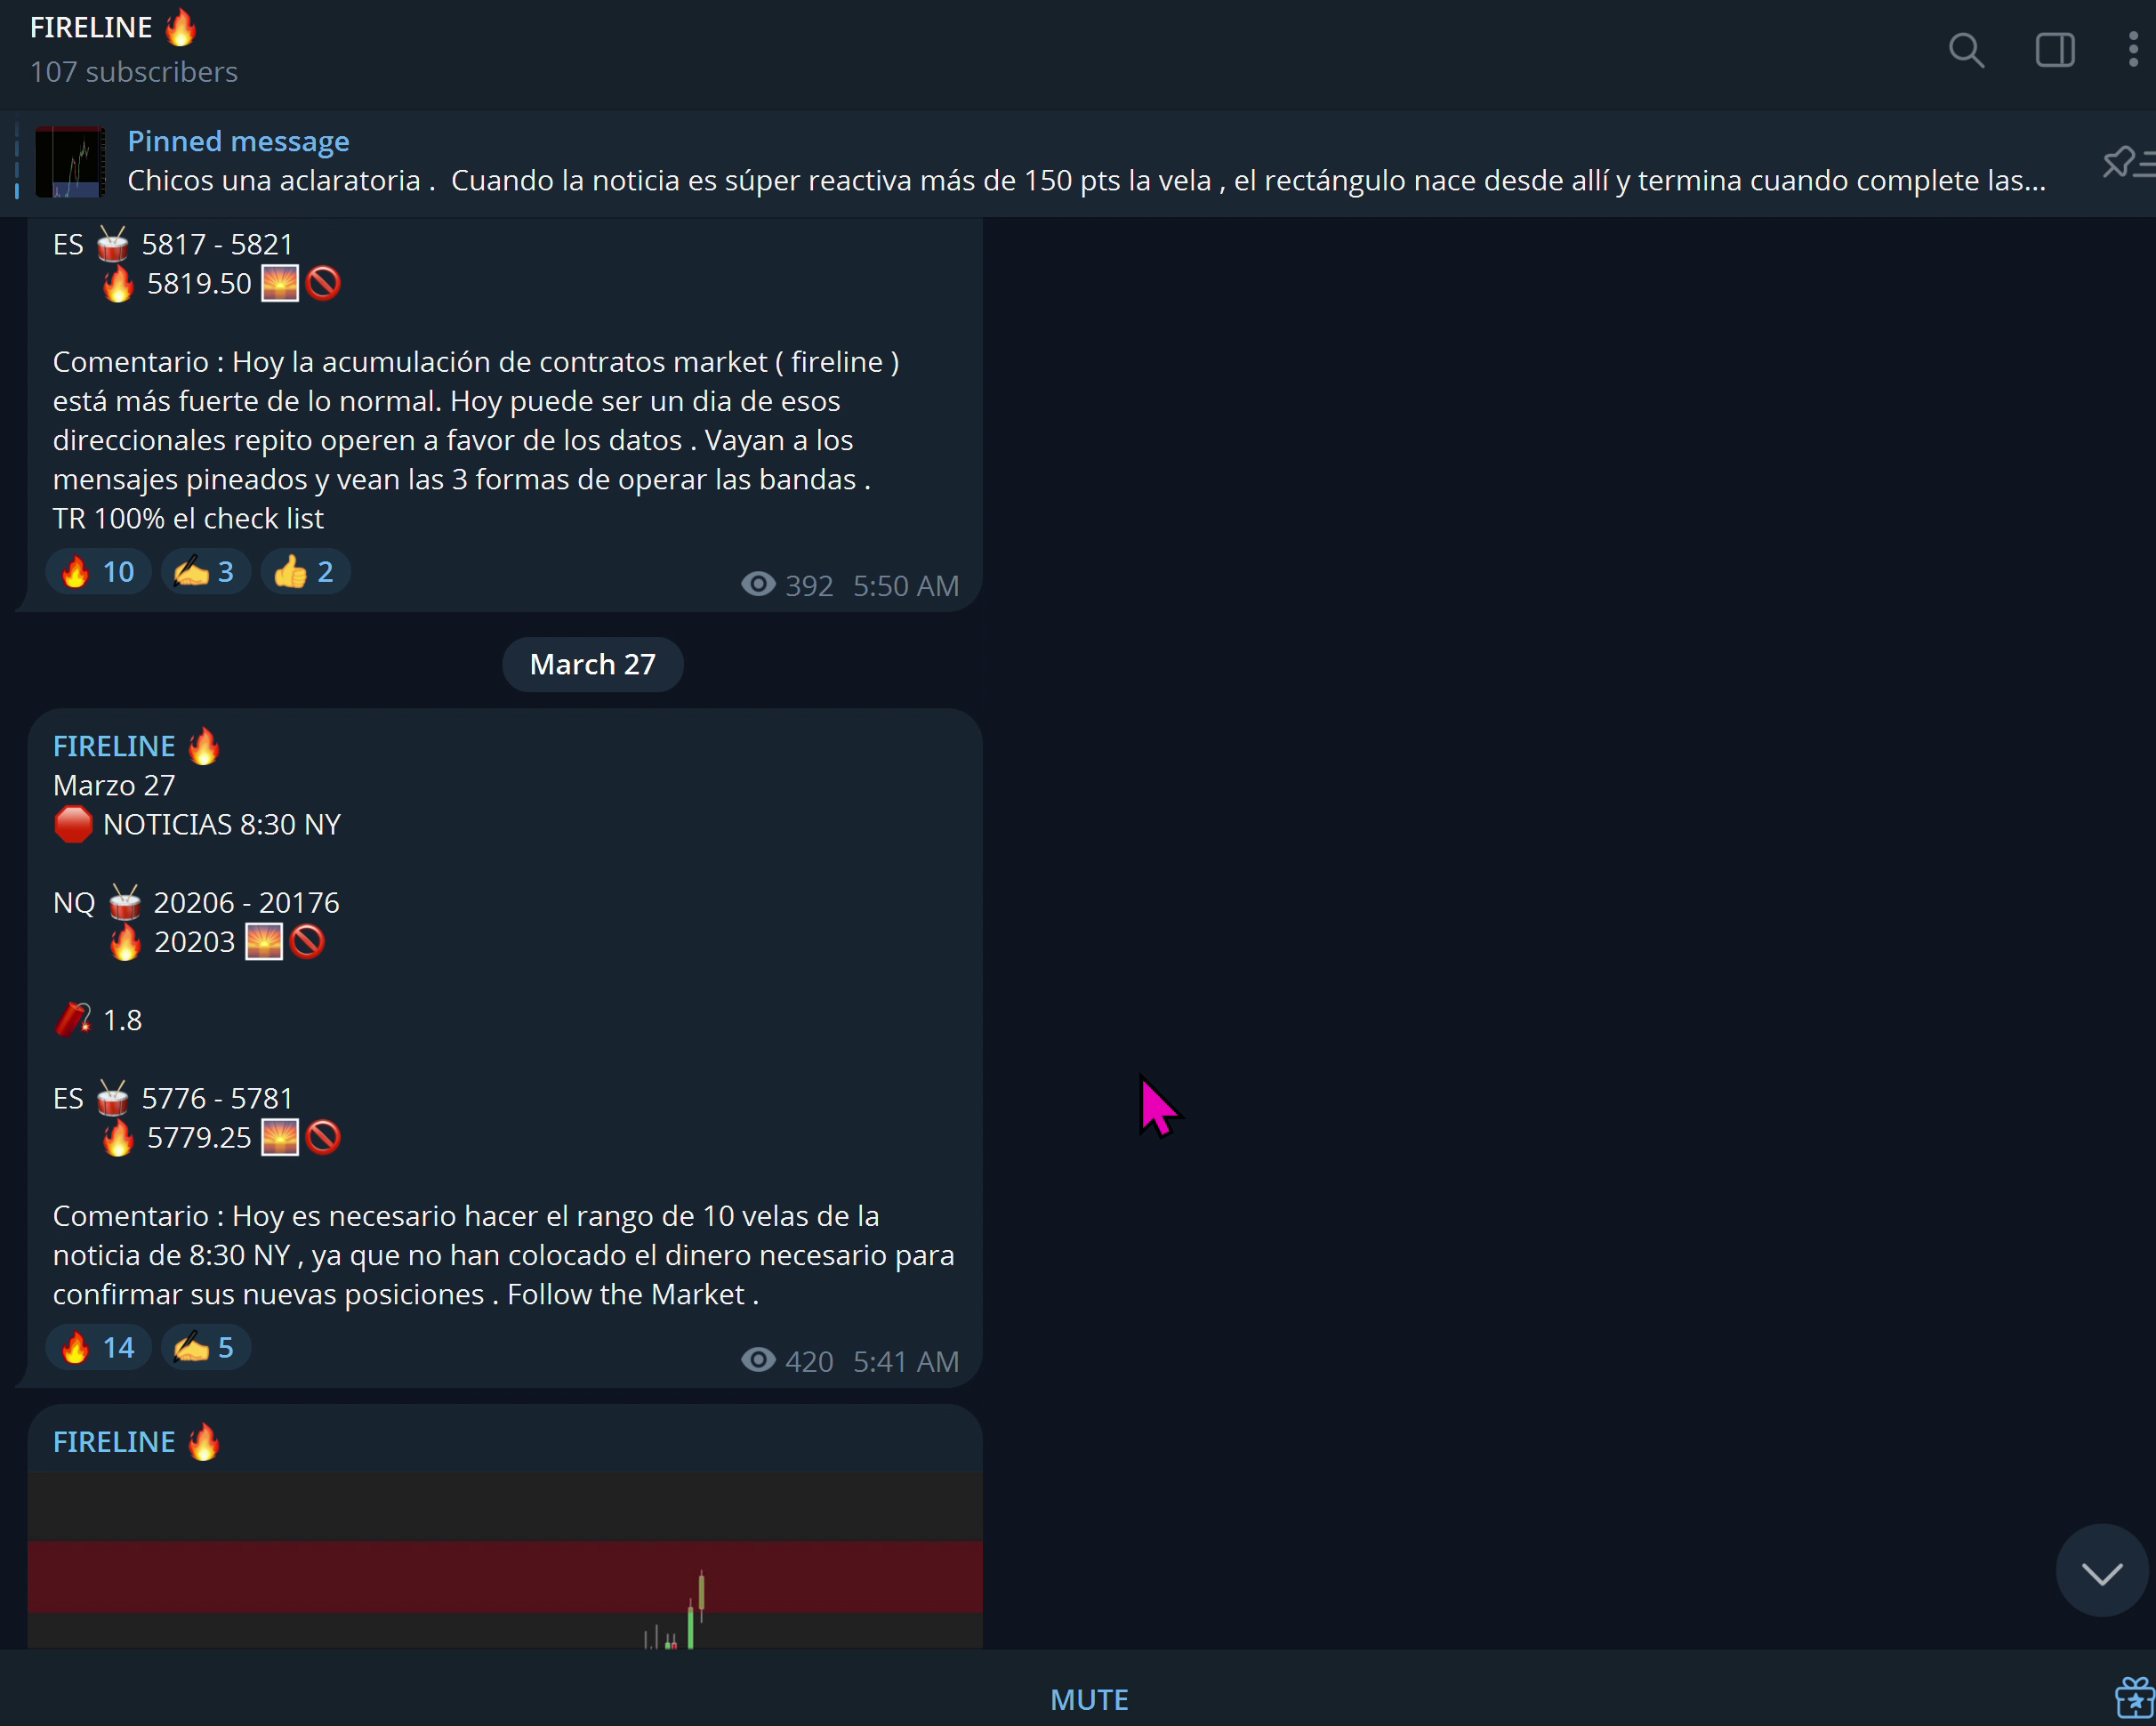 FIRELINE 🔥
107 subscribers
Pinned message
Chicos una aclaratoria .  Cuando la noticia es súper reactiva más de 150 pts la vela , el rectángulo nace desde allí y termina cuando complete las...
ES 🥁 5817 - 5821
🔥 5819.50 🌅🚫
Comentario : Hoy la acumulación de contratos market ( fireline )
está más fuerte de lo normal. Hoy puede ser un dia de esos
direccionales repito operen a favor de los datos . Vayan a los
mensajes pineados y vean las 3 formas de operar las bandas .
TR 100% el check list
🔥 10 ✍️ 3 👍 2
392 5:50 AM
March 27
FIRELINE 🔥
Marzo 27
🛑 NOTICIAS 8:30 NY
NQ 🥁 20206 - 20176
🔥 20203 🌅🚫
🧨 1.8
ES 🥁 5776 - 5781
🔥 5779.25 🌅🚫
Comentario : Hoy es necesario hacer el rango de 10 velas de la
noticia de 8:30 NY , ya que no han colocado el dinero necesario para
confirmar sus nuevas posiciones . Follow the Market .
🔥 14 ✍️ 5
420 5:41 AM
FIRELINE 🔥
MUTE